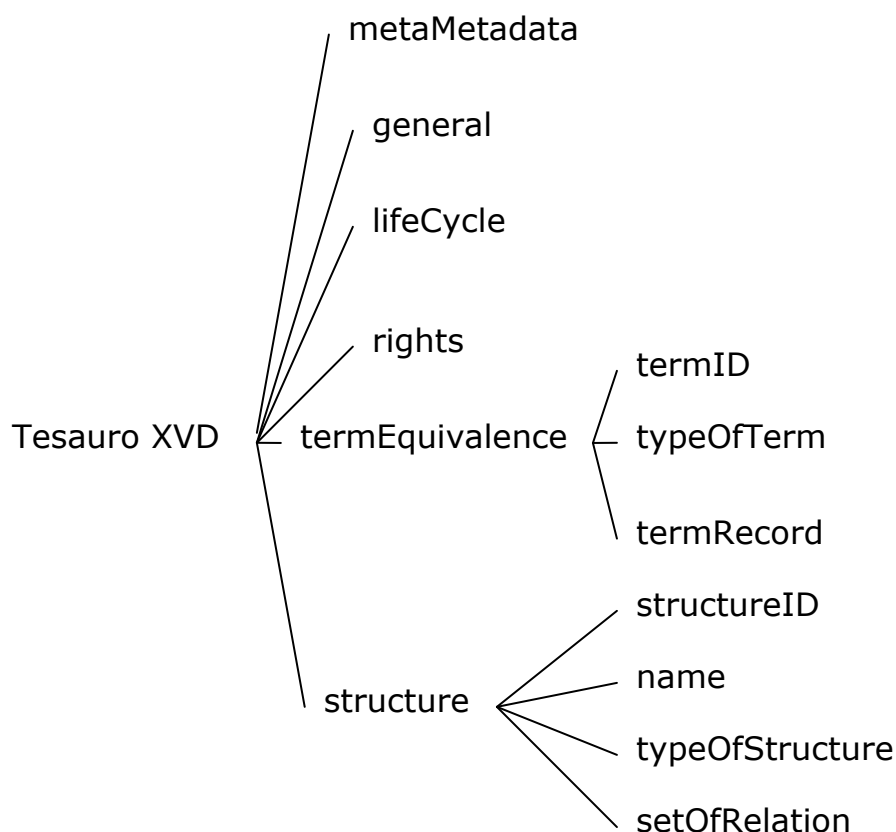 metaMetadata
general
lifeCycle
rights
termID
Tesauro XVD
termEquivalence
typeOfTerm
termRecord
structureID
name
structure
typeOfStructure
setOfRelation